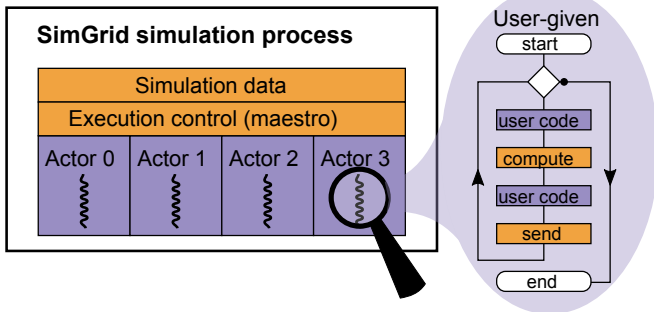 SimGrid simulation process
Simulation data
Execution control (maestro)
Actor 0
Actor 1
Actor 2
Actor 3
User-given
start
user code
compute
user code
send
end